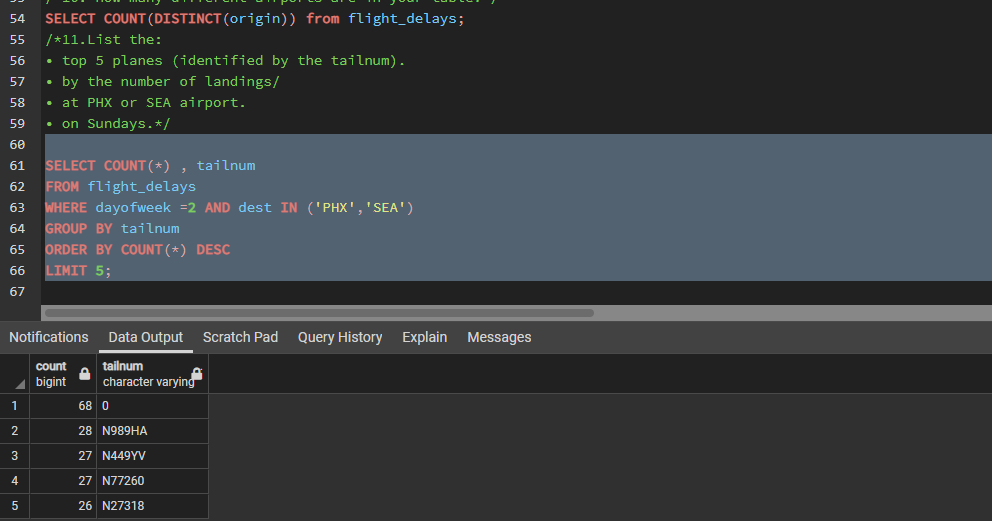 54 SELECT COUNT(DISTINCT(origin)) from flight_delays;
55 /*11.List the:
56 • top 5 planes (identified by the tailnum).
57 • by the number of landings/
58 • at PHX or SEA airport.
59 • on Sundays.*/
60
61 SELECT COUNT(*) , tailnum
62 FROM flight_delays
63 WHERE dayofweek =2 AND dest IN ('PHX','SEA')
64 GROUP BY tailnum
65 ORDER BY COUNT(*) DESC
66 LIMIT 5;
67
Notifications Data Output Scratch Pad Query History Explain Messages
count tailnum
bigint character varying
1 68 0
2 28 N989HA
3 27 N449YV
4 27 N77260
5 26 N27318